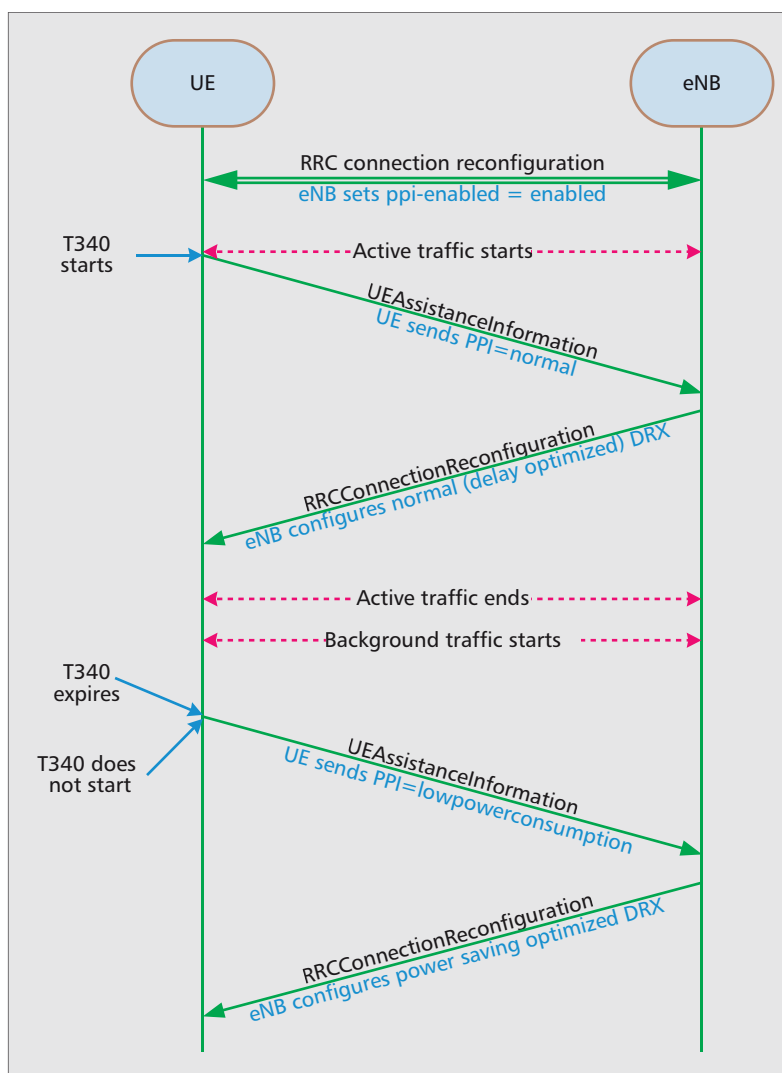 UE
eNB
RRC connection reconfiguration
eNB sets ppi-enabled = enabled
T340
starts
Active traffic starts
UEAssistanceInformation
UE sends PPI=normal
RRCConnectionReconfiguration
eNB configures normal (delay optimized) DRX
Active traffic ends
Background traffic starts
T340
expires
T340 does
not start
UEAssistanceInformation
UE sends PPI=lowpowerconsumption
RRCConnectionReconfiguration
eNB configures power saving optimized DRX